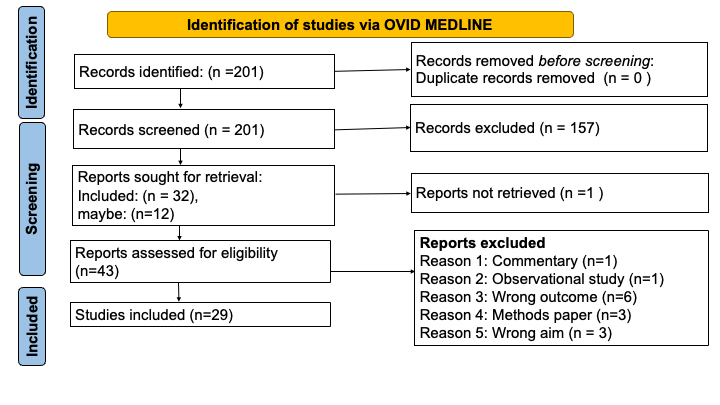 Identification of studies via OVID MEDLINE
Identification
Records identified: (n =201)
Records removed before screening:
Duplicate records removed  (n = 0 )
Screening
Records screened (n = 201)
Records excluded (n = 157)
Reports sought for retrieval:
Included: (n = 32),
maybe: (n=12)
Reports not retrieved (n =1 )
Reports assessed for eligibility
(n=43)
Reports excluded
Reason 1: Commentary (n=1)
Reason 2: Observational study (n=1)
Reason 3: Wrong outcome (n=6)
Reason 4: Methods paper (n=3)
Reason 5: Wrong aim (n = 3)
Included
Studies included (n=29)